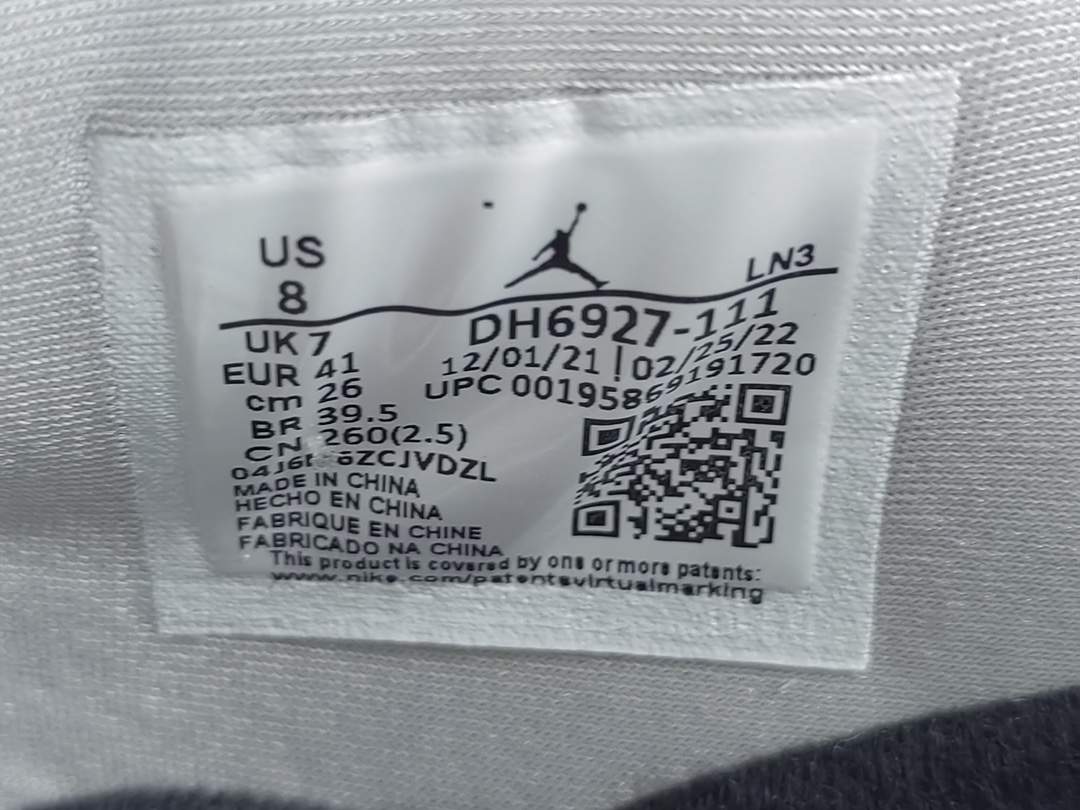 US
8
LN3
UK 7
EUR 41
cm 26
BR 39.5
CN 260(2.5)
DH6927-111
12/01/21 | 02/25/22
UPC 00195869191720
MADE IN CHINA
HECHO EN CHINA
FABRIQUE EN CHINE
FABRICADO NA CHINA
This product is covered by one or more patents:
www.nike.com/patentsvirtualmarking